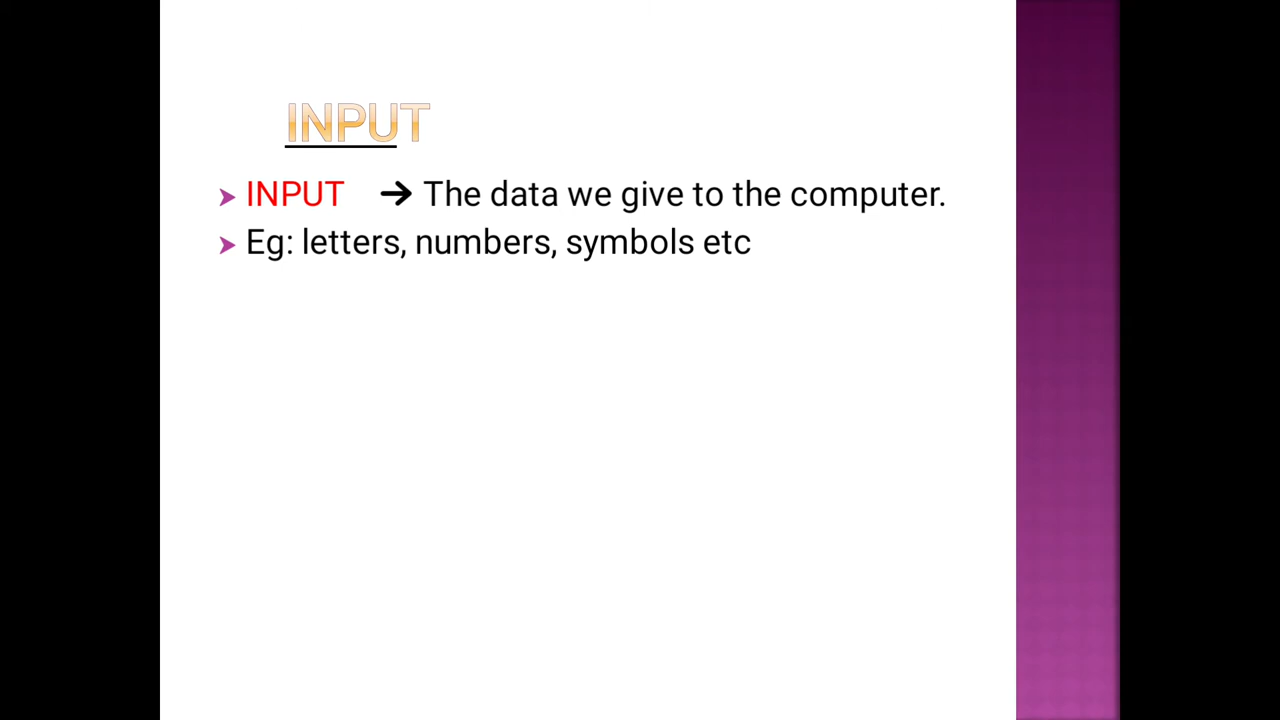 INPUT
INPUT ➔ The data we give to the computer.
Eg: letters, numbers, symbols etc